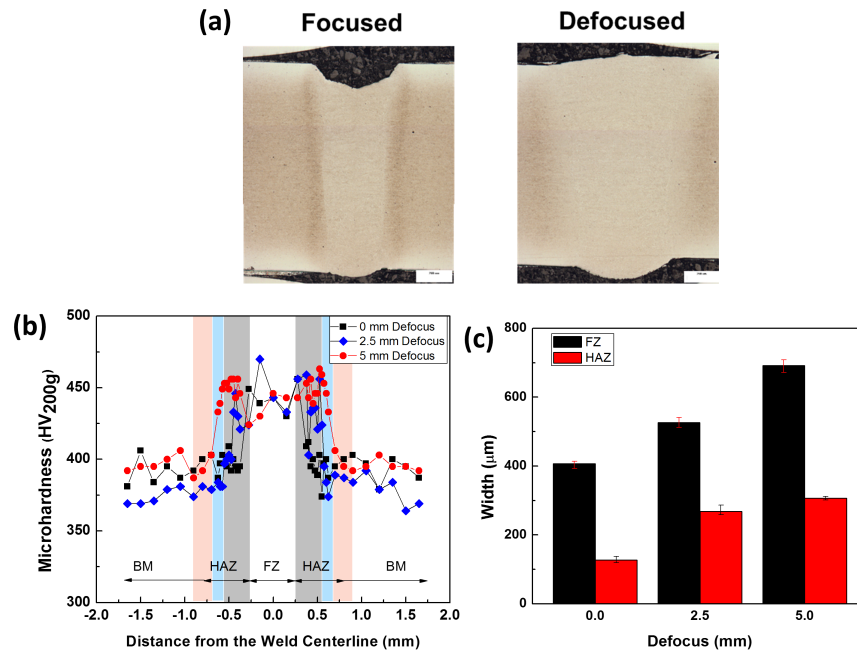 (a)
Focused
Defocused
(b)
500
450
400
350
300
Microhardness (HV200g)
0 mm Defocus
2.5 mm Defocus
5 mm Defocus
BM
HAZ
FZ
HAZ
BM
-2.0 -1.5 -1.0 -0.5 0.0 0.5 1.0 1.5 2.0
Distance from the Weld Centerline (mm)
(c)
800
600
400
200
0
Width (μm)
FZ
HAZ
0.0 2.5 5.0
Defocus (mm)